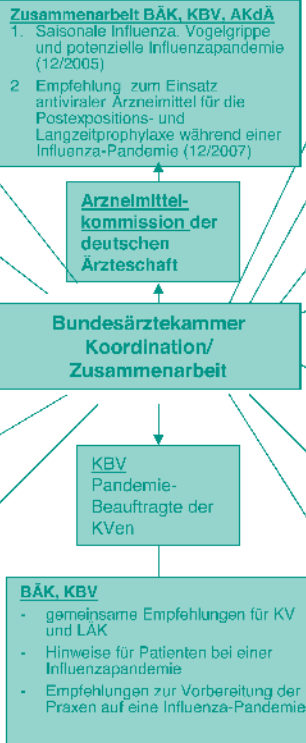 Zusammenarbeit BÄK, KBV, AKdÄ
1. Saisonale Influenza, Vogelgrippe
und potenzielle Influenzapandemie
(12/2005)
2 Empfehlung zum Einsatz
antiviraler Arzneimittel für die
Postexpositions- und
Langzeitprophylaxe während einer
Influenza-Pandemie (12/2007)
Arzneimittel-
kommission der
deutschen
Ärzteschaft
Bundesärztekammer
Koordination/
Zusammenarbeit
KBV
Pandemie-
Beauftragte der
KVen
BÄK, KBV
- gemeinsame Empfehlungen für KV
und LÄK
- Hinweise für Patienten bei einer
Influenzapandemie
- Empfehlungen zur Vorbereitung der
Praxen auf eine Influenza-Pandemie